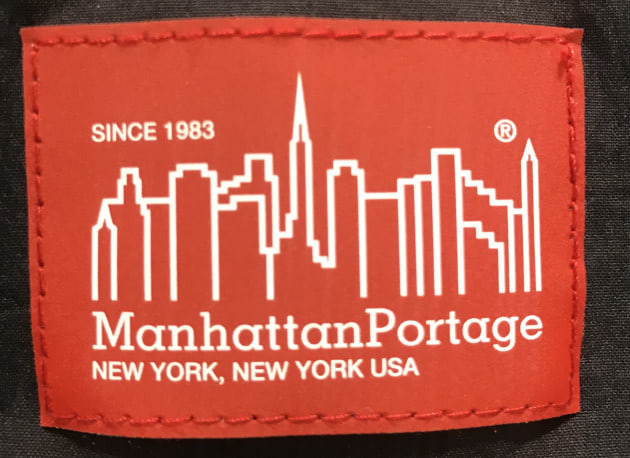 SINCE 1983
®
ManhattanPortage
NEW YORK, NEW YORK USA